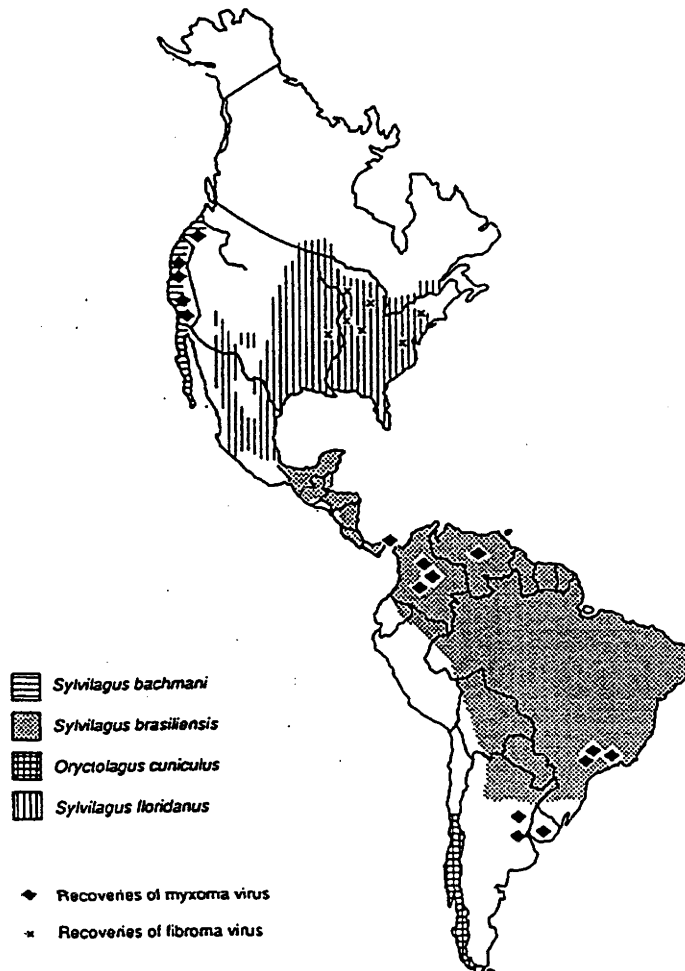 Sylvilagus bachmani
Sylvilagus brasiliensis
Oryctolagus cuniculus
Sylvilagus floridanus
Recoveries of myxoma virus
Recoveries of fibroma virus